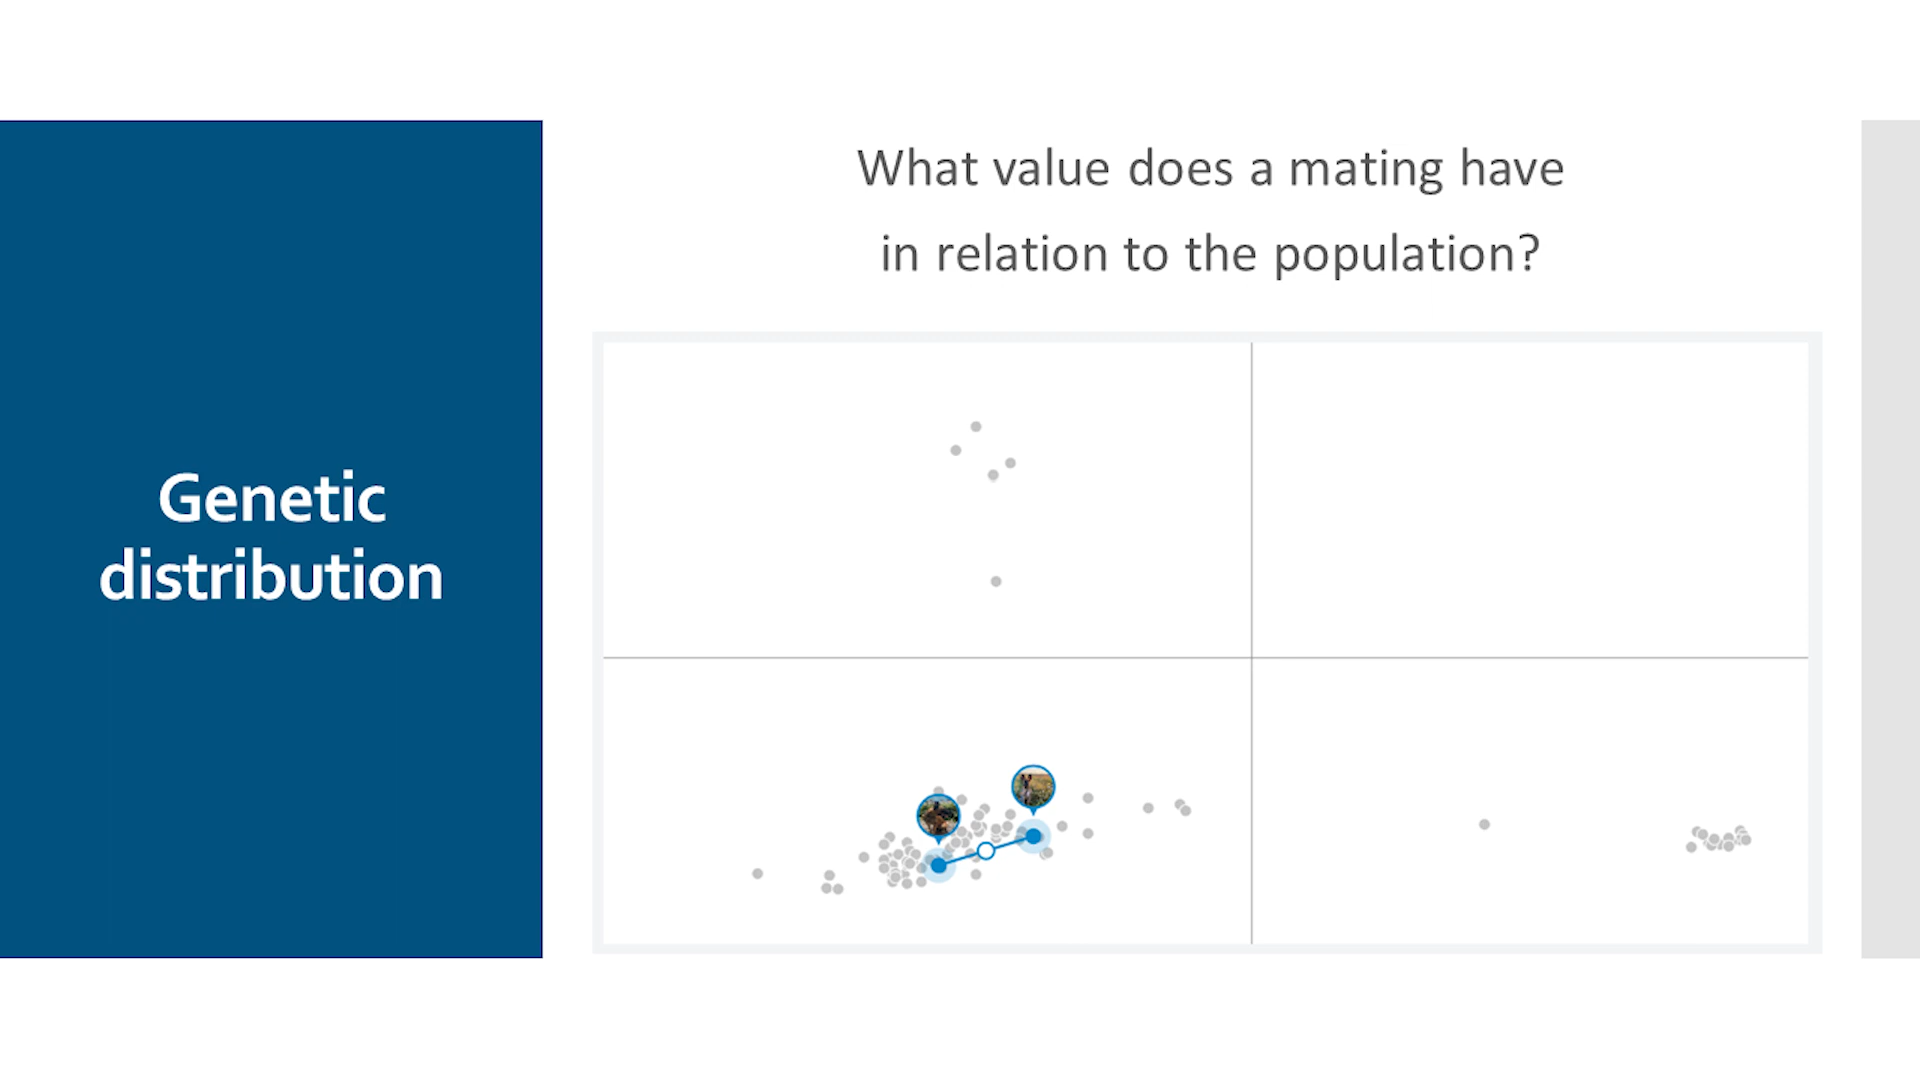 Genetic
distribution
What value does a mating have
in relation to the population?